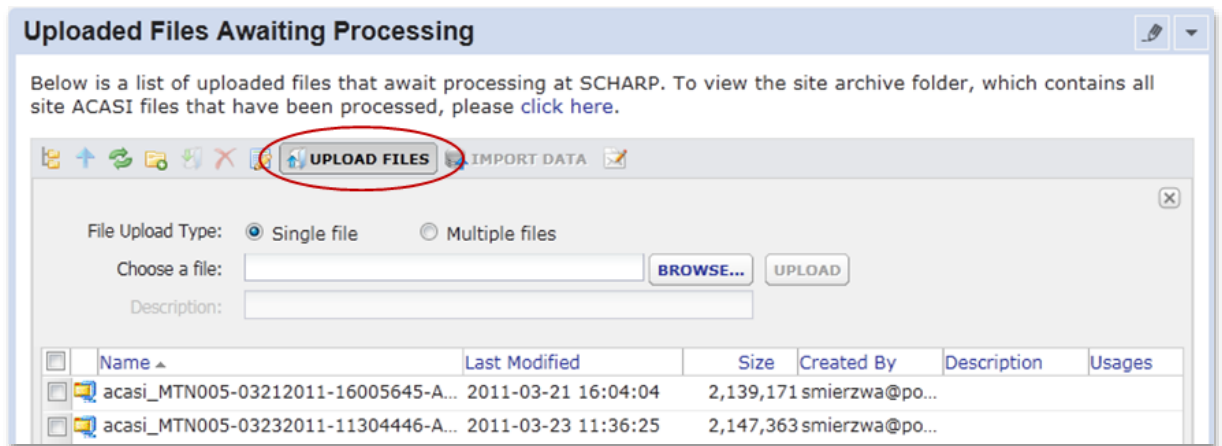 Uploaded Files Awaiting Processing
Below is a list of uploaded files that await processing at SCHARP. To view the site archive folder, which contains all
site ACASI files that have been processed, please click here.
UPLOAD FILES IMPORT DATA
File Upload Type: Single file Multiple files
Choose a file: BROWSE... UPLOAD
Description:
Name Last Modified Size Created By Description Usages
acasi_MTN005-03212011-16005645-A... 2011-03-21 16:04:04 2,139,171 smierzwa@po...
acasi_MTN005-03232011-11304446-A... 2011-03-23 11:36:25 2,147,363 smierzwa@po...